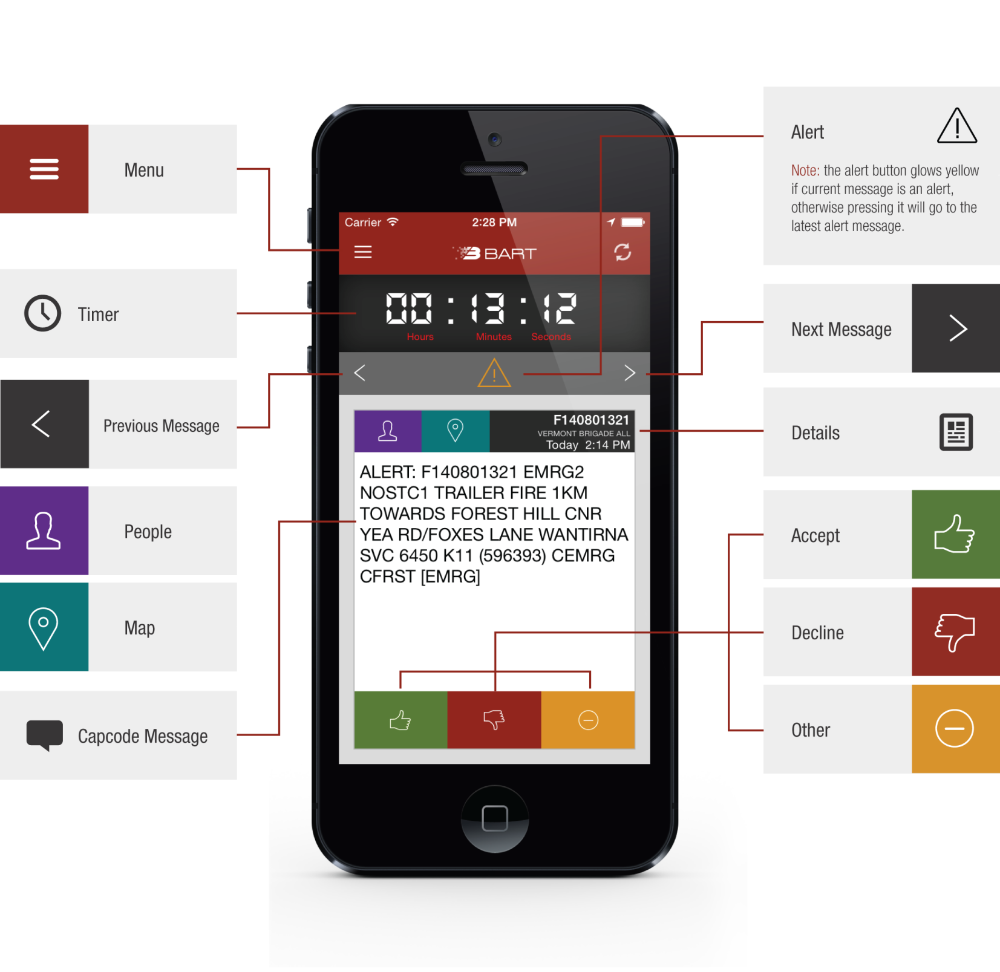 Menu
Timer
Previous Message
People
Map
Capcode Message
Carrier
2:28 PM
BART
00 : 13 : 12
Hours Minutes Seconds
F140801321
VERMONT BRIGADE ALL
Today 2:14 PM
ALERT: F140801321 EMRG2
NOSTC1 TRAILER FIRE 1KM
TOWARDS FOREST HILL CNR
YEA RD/FOXES LANE WANTIRNA
SVC 6450 K11 (596393) CEMRG
CFRST [EMRG]
Alert
Note: the alert button glows yellow
if current message is an alert,
otherwise pressing it will go to the
latest alert message.
Next Message
Details
Accept
Decline
Other